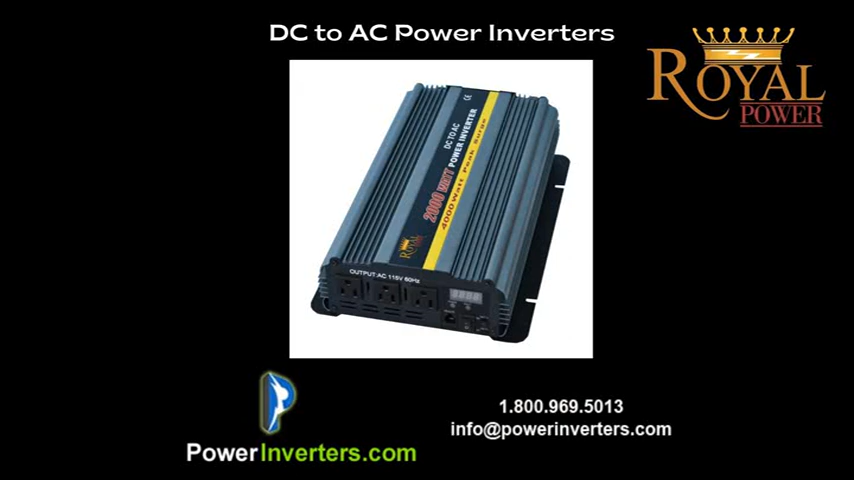 DC to AC Power Inverters
ROYAL
POWER
CE
DC TO AC
POWER INVERTER
2000 WATT
4000 Watt Peak Surge
ROYAL
OUTPUT:AC 115V 60Hz
PowerInverters.com
1.800.969.5013
info@powerinverters.com